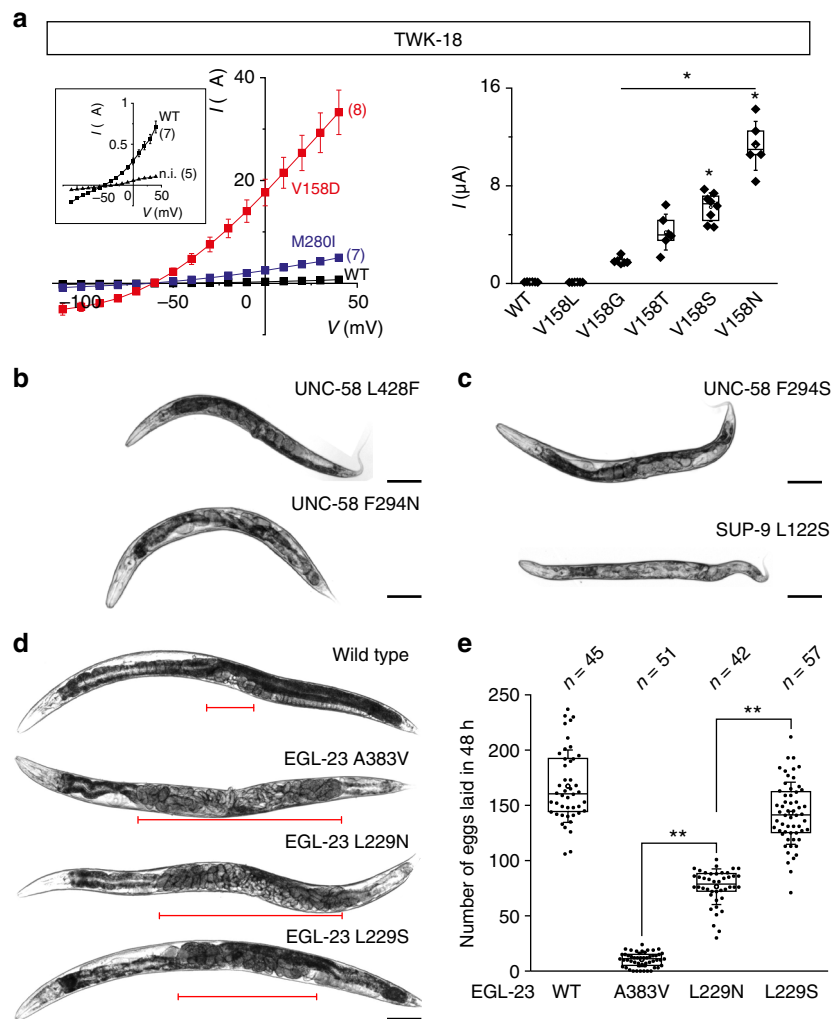 a
TWK-18
I ( A)
40
20
0
−100
−50
0
50
V (mV)
(8)
V158D
M280I
(7)
WT
I ( A)
1
0.5
WT
(7)
n.i. (5)
−50
0
50
V (mV)
16
8
0
I (µA)
*
*
*
WT
V158L
V158G
V158T
V158S
V158N
b
UNC-58 L428F
UNC-58 F294N
c
UNC-58 F294S
SUP-9 L122S
d
Wild type
EGL-23 A383V
EGL-23 L229N
EGL-23 L229S
e
n = 45
n = 51
n = 42
n = 57
Number of eggs laid in 48 h
250
200
150
100
50
0
**
**
EGL-23 WT A383V L229N L229S